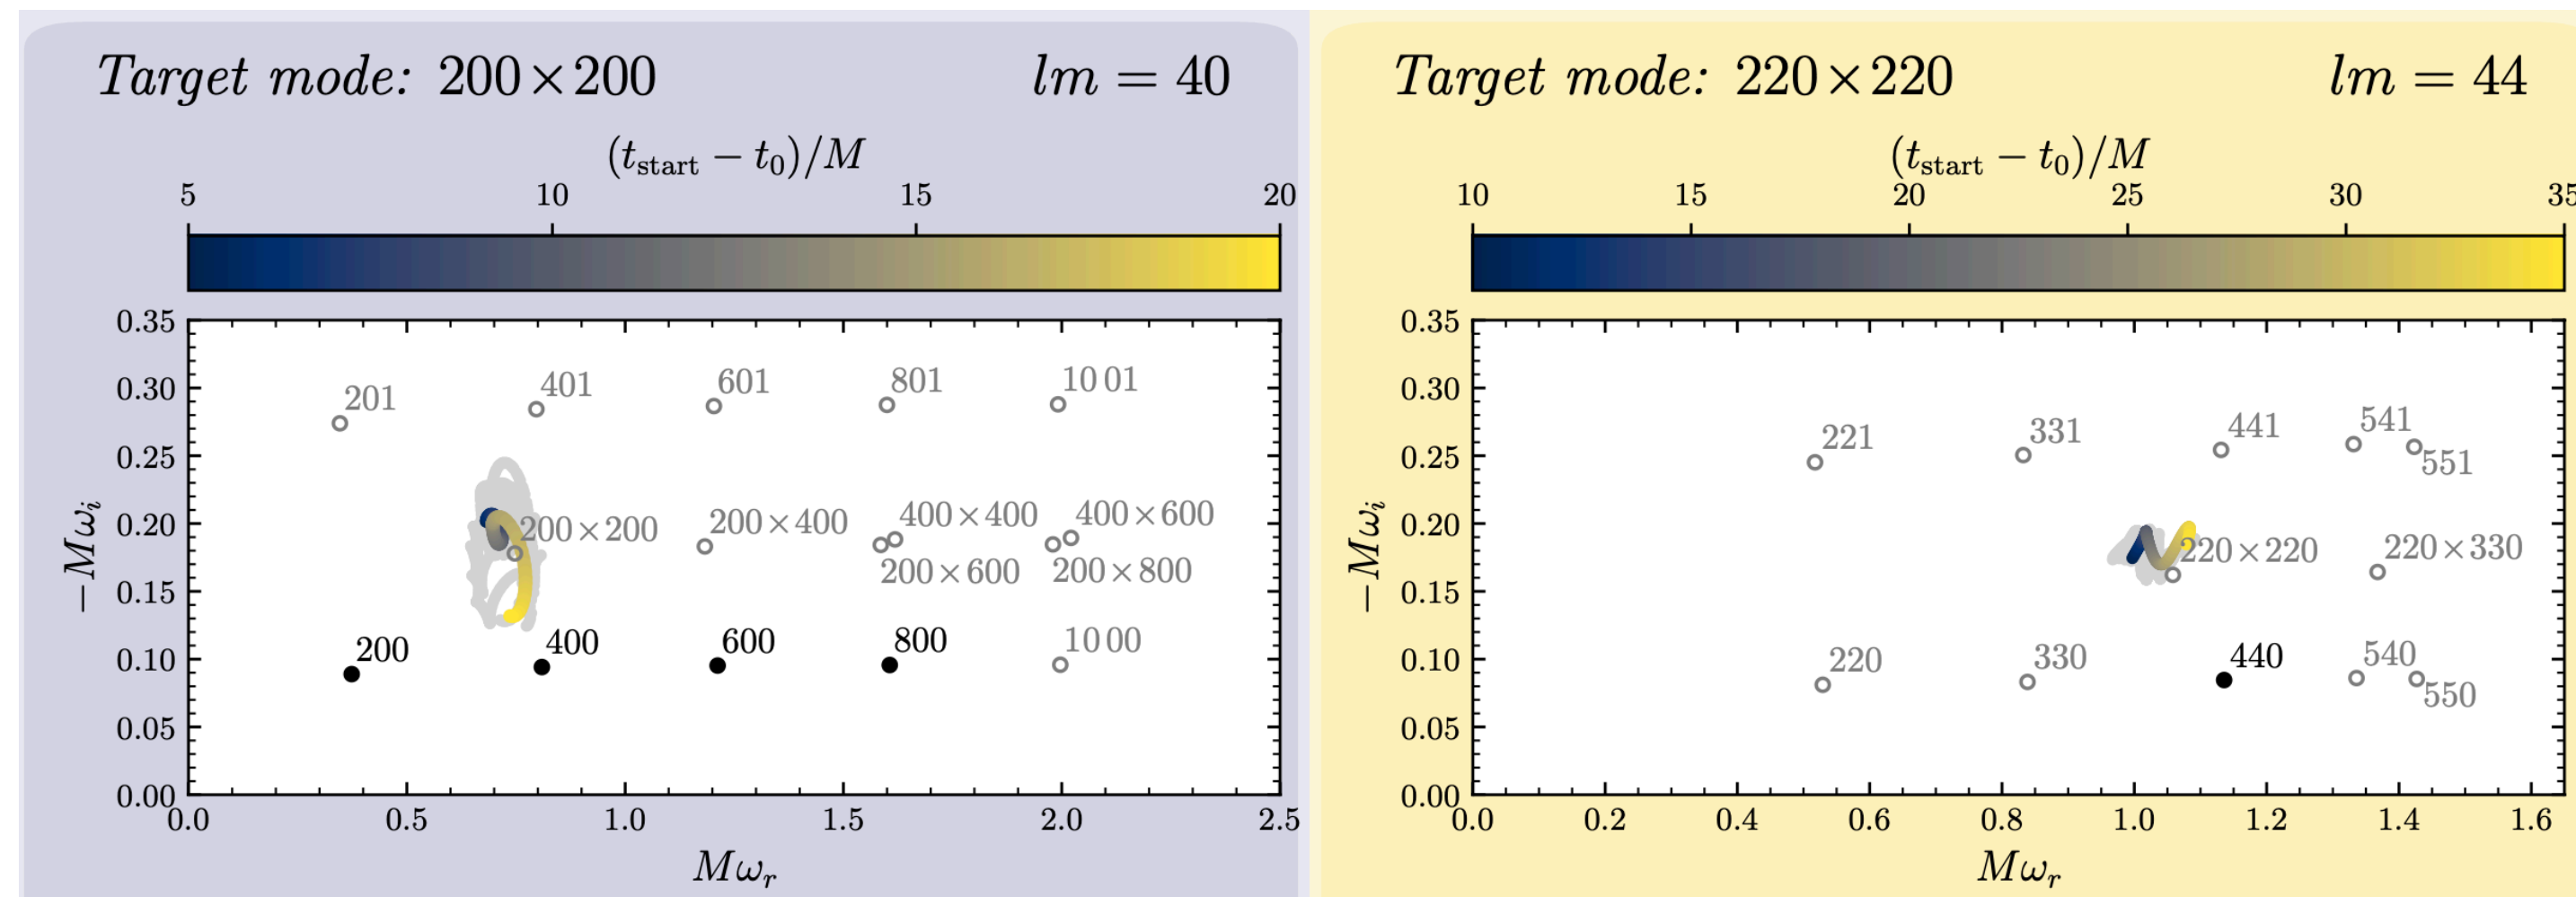 Target mode: 200×200 lm = 40
(t_start − t_0)/M
5 10 15 20
0.35
0.30
0.25
0.20
0.15
0.10
0.05
0.00
−Mω_i
201 401 601 801 10 01
200×200 200×400 400×400 400×600
200×600 200×800
200 400 600 800 10 00
0.0 0.5 1.0 1.5 2.0 2.5
Mω_r
Target mode: 220×220 lm = 44
(t_start − t_0)/M
10 15 20 25 30 35
0.35
0.30
0.25
0.20
0.15
0.10
0.05
0.00
−Mω_i
221 331 441 541
551
220×220 220×330
220 330 440 540
550
0.0 0.2 0.4 0.6 0.8 1.0 1.2 1.4 1.6
Mω_r